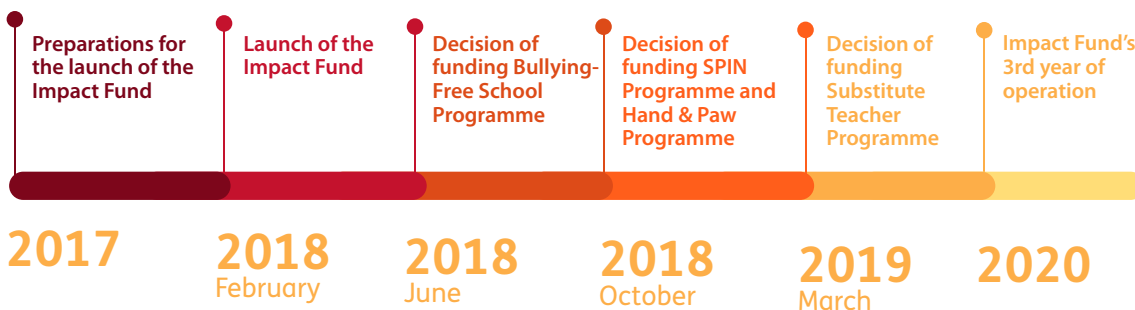 Preparations for
the launch of the
Impact Fund
Launch of the
Impact Fund
Decision of
funding Bullying-
Free School
Programme
Decision of
funding SPIN
Programme and
Hand & Paw
Programme
Decision of
funding
Substitute
Teacher
Programme
Impact Fund's
3rd year of
operation
2017
2018
February
2018
June
2018
October
2019
March
2020